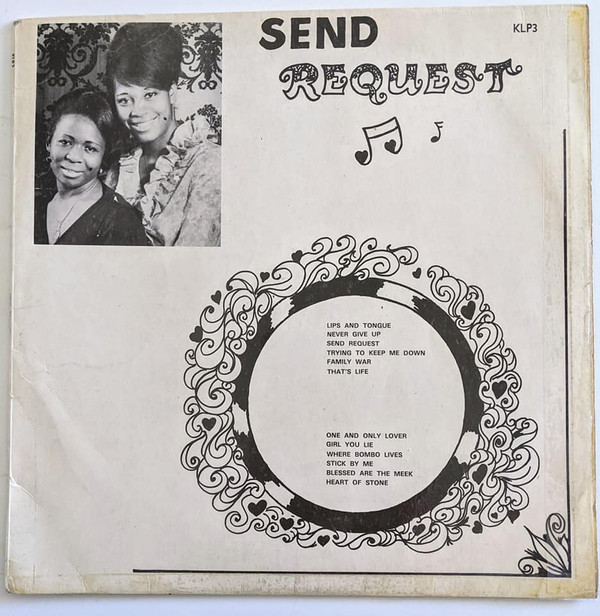 SEND
REQUEST
KLP3
LIPS AND TONGUE
NEVER GIVE UP
SEND REQUEST
TRYING TO KEEP ME DOWN
FAMILY WAR
THAT'S LIFE
ONE AND ONLY LOVER
GIRL YOU LIE
WHERE BOMBO LIVES
STICK BY ME
BLESSED ARE THE MEEK
HEART OF STONE